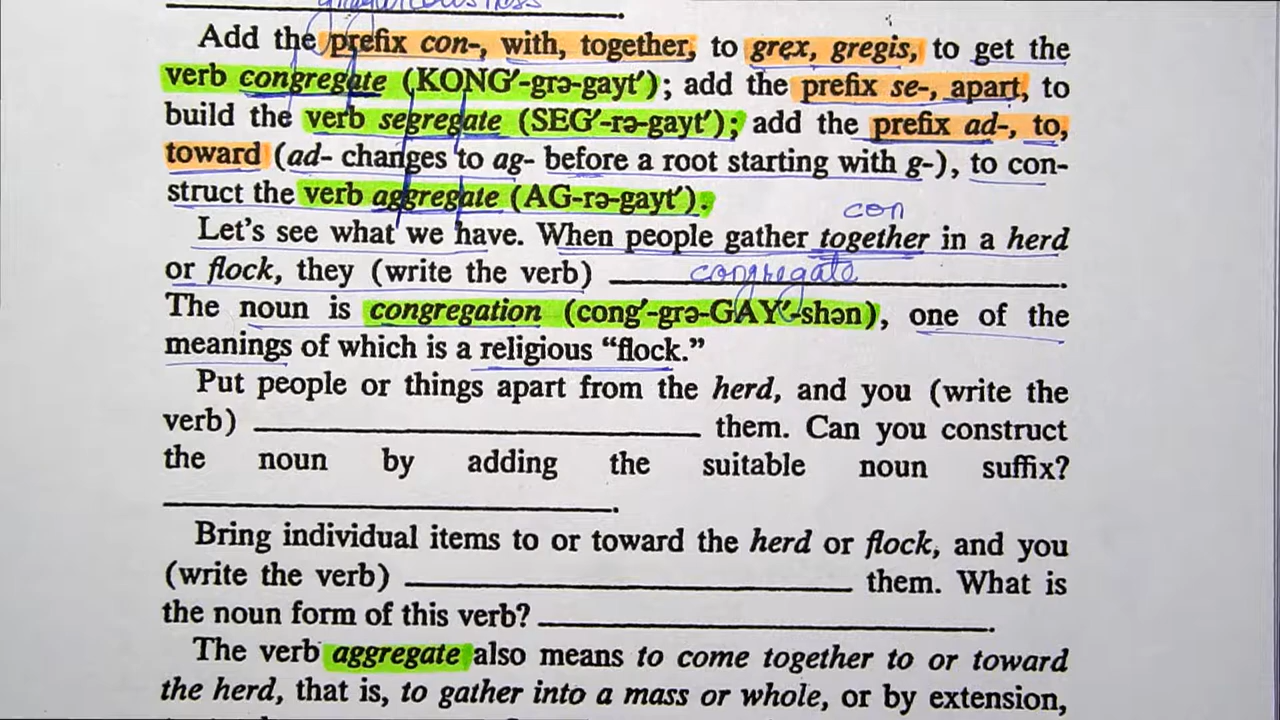 gregariousness
Add the prefix con-, with, together, to grex, gregis, to get the
verb congregate (KONG′-grə-gayt′); add the prefix se-, apart, to
build the verb segregate (SEG′-rə-gayt′); add the prefix ad-, to,
toward (ad- changes to ag- before a root starting with g-), to con-
struct the verb aggregate (AG-rə-gayt′).
con
Let's see what we have. When people gather together in a herd
or flock, they (write the verb) congregate.
The noun is congregation (cong′-grə-GAY′-shən), one of the
meanings of which is a religious “flock.”
Put people or things apart from the herd, and you (write the
verb) ____________________ them. Can you construct
the noun by adding the suitable noun suffix?
____________________.
Bring individual items to or toward the herd or flock, and you
(write the verb) ____________________ them. What is
the noun form of this verb? ____________________.
The verb aggregate also means to come together to or toward
the herd, that is, to gather into a mass or whole, or by extension,